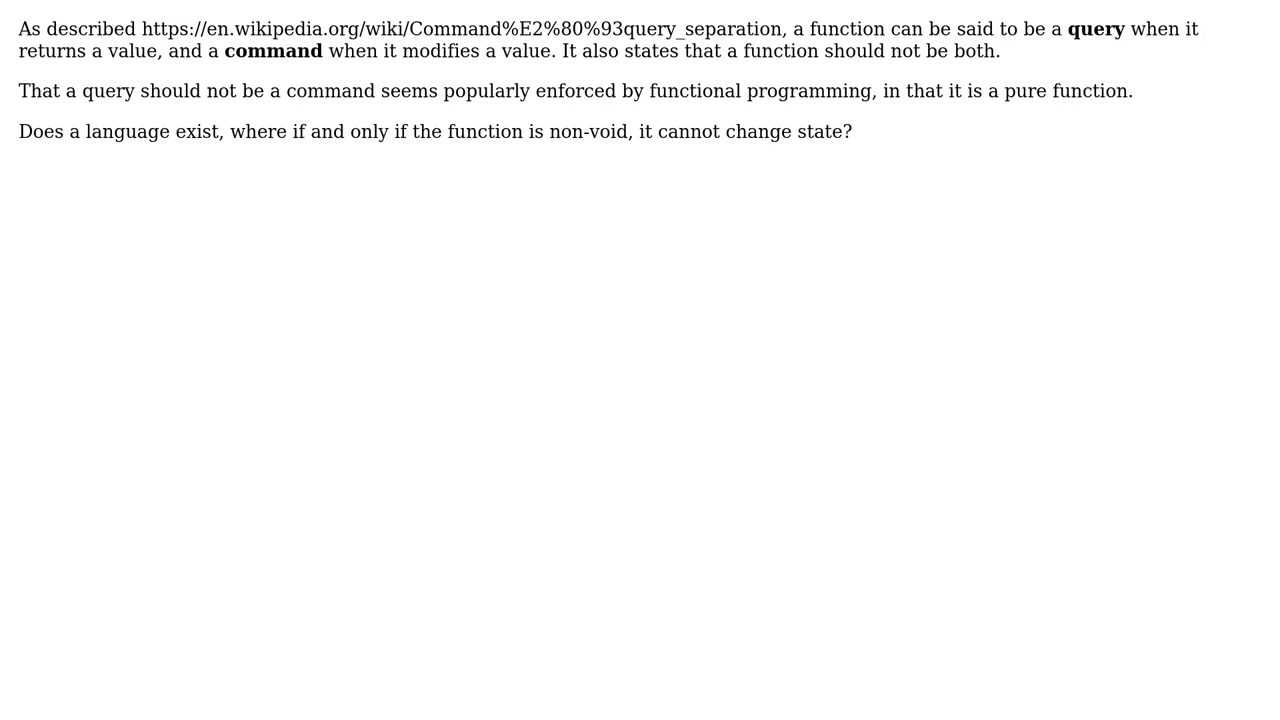 As described https://en.wikipedia.org/wiki/Command%E2%80%93query_separation, a function can be said to be a query when it
returns a value, and a command when it modifies a value. It also states that a function should not be both.
That a query should not be a command seems popularly enforced by functional programming, in that it is a pure function.
Does a language exist, where if and only if the function is non-void, it cannot change state?